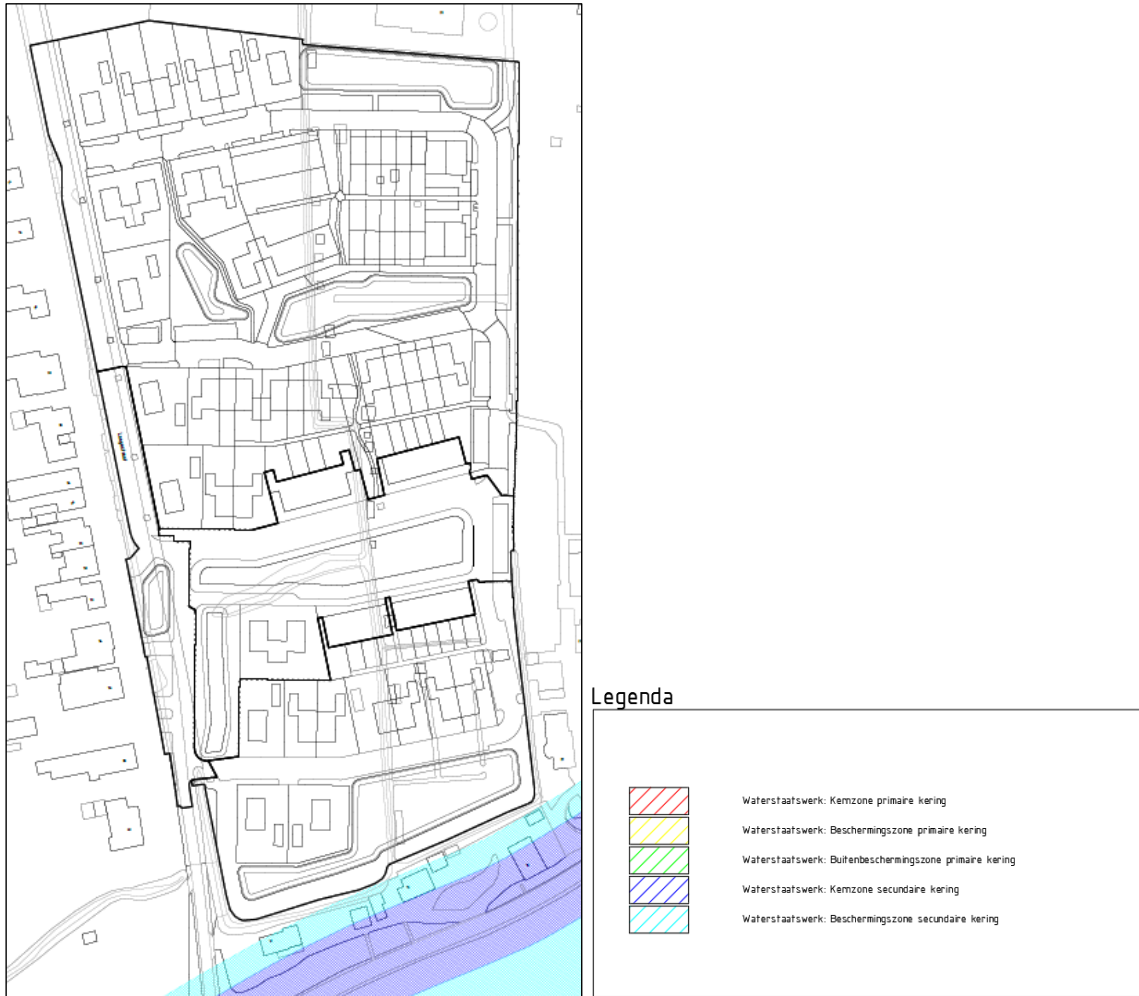 Legenda
Waterstaatswerk: Kernzone primaire kering
Waterstaatswerk: Beschermingszone primaire kering
Waterstaatswerk: Buitenbeschermingszone primaire kering
Waterstaatswerk: Kernzone secundaire kering
Waterstaatswerk: Beschermingszone secundaire kering